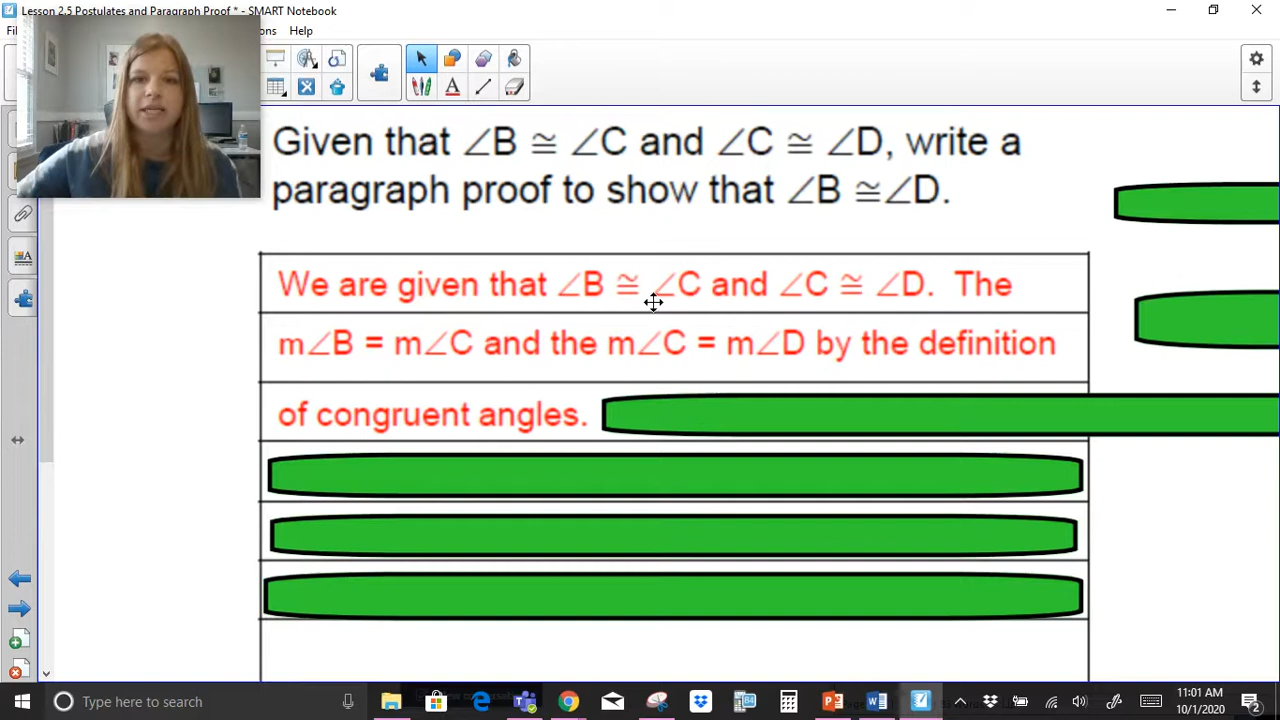 Lesson 2.5 Postulates and Paragraph Proof * - SMART Notebook
Help
Given that ∠B ≅ ∠C and ∠C ≅ ∠D, write a
paragraph proof to show that ∠B ≅∠D.
We are given that ∠B ≅ ∠C and ∠C ≅ ∠D. The
m∠B = m∠C and the m∠C = m∠D by the definition
of congruent angles.
Type here to search
11:01 AM
10/1/2020
2